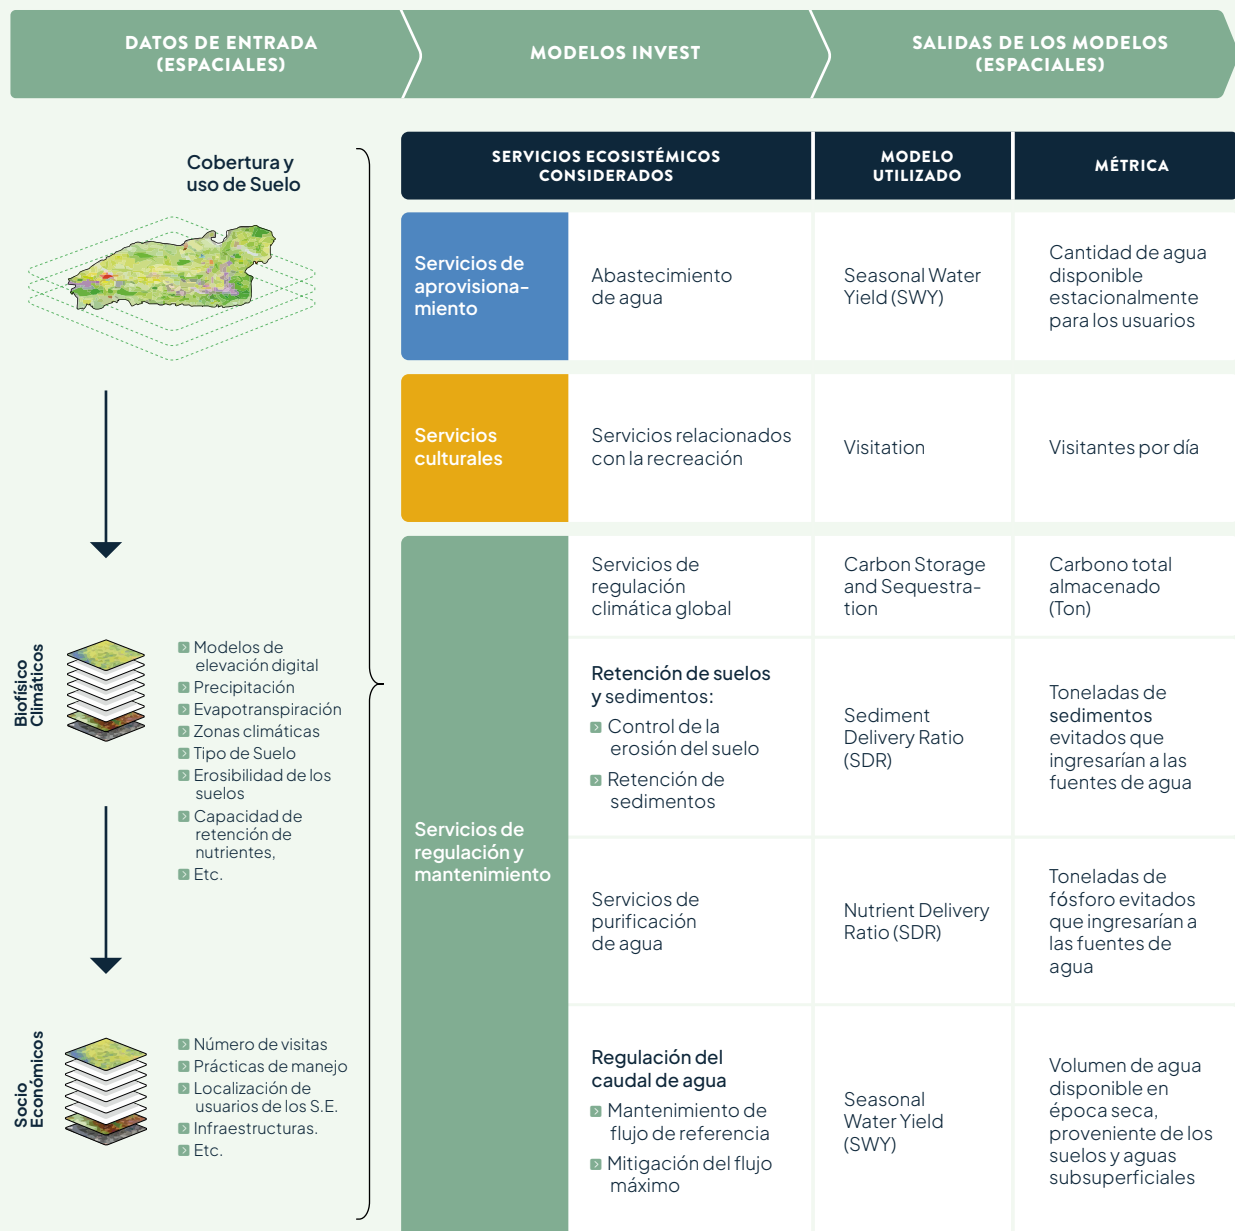 DATOS DE ENTRADA
(ESPACIALES)
MODELOS INVEST
SALIDAS DE LOS MODELOS
(ESPACIALES)
Cobertura y
uso de Suelo
Biofísico
Climáticos
Modelos de
elevación digital
Precipitación
Evapotranspiración
Zonas climáticas
Tipo de Suelo
Erosibilidad de los
suelos
Capacidad de
retención de
nutrientes,
Etc.
Socio
Económicos
Número de visitas
Prácticas de manejo
Localización de
usuarios de los S.E.
Infraestructuras.
Etc.
SERVICIOS ECOSISTÉMICOS
CONSIDERADOS
MODELO
UTILIZADO
MÉTRICA
Servicios de
aprovisiona-
miento
Abastecimiento
de agua
Seasonal Water
Yield (SWY)
Cantidad de agua
disponible
estacionalmente
para los usuarios
Servicios
culturales
Servicios relacionados
con la recreación
Visitation
Visitantes por día
Servicios de
regulación y
mantenimiento
Servicios de
regulación
climática global
Carbon Storage
and Sequestra-
tion
Carbono total
almacenado
(Ton)
Retención de suelos
y sedimentos:
Control de la
erosión del suelo
Retención de
sedimentos
Sediment
Delivery Ratio
(SDR)
Toneladas de
sedimentos
evitados que
ingresarían a las
fuentes de agua
Servicios de
purificación
de agua
Nutrient Delivery
Ratio (SDR)
Toneladas de
fósforo evitados
que ingresarían a
las fuentes de
agua
Regulación del
caudal de agua
Mantenimiento de
flujo de referencia
Mitigación del flujo
máximo
Seasonal
Water Yield
(SWY)
Volumen de agua
disponible en
época seca,
proveniente de los
suelos y aguas
subsuperficiales